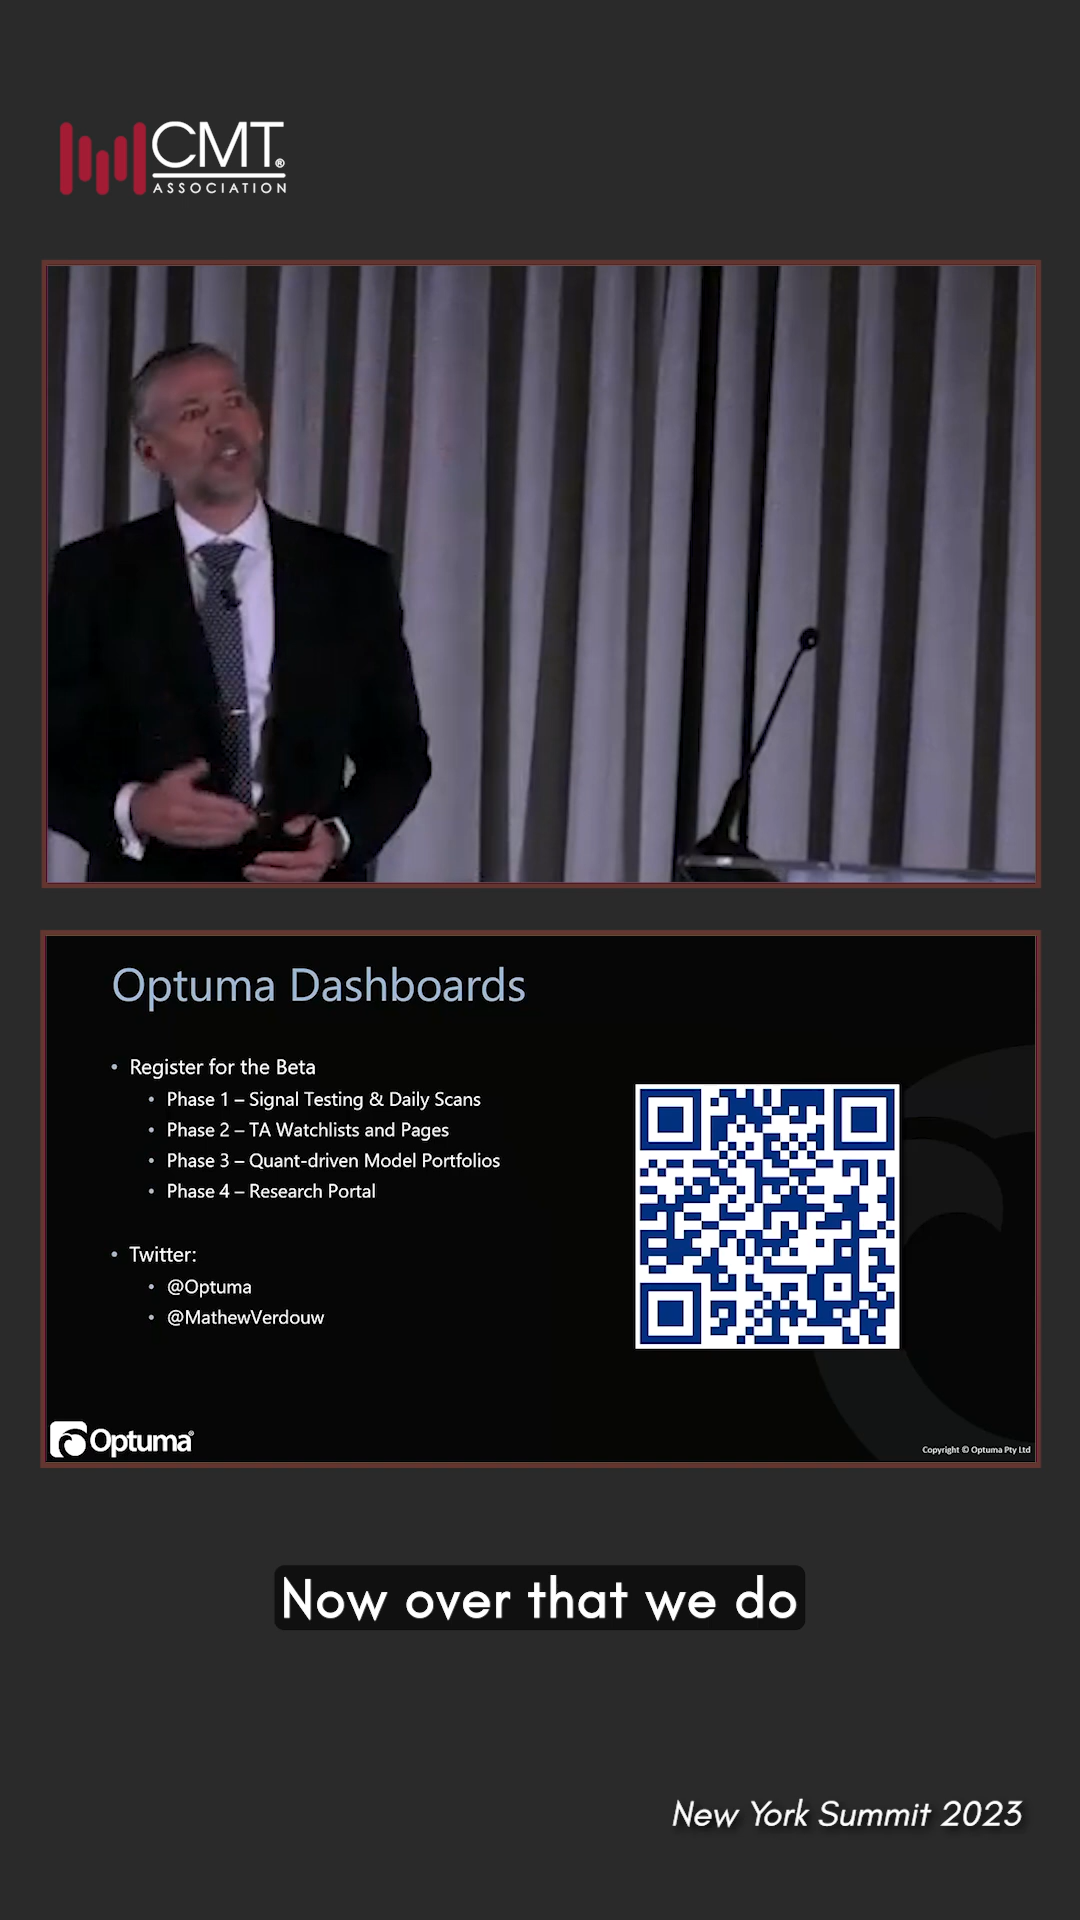 CMT®
ASSOCIATION
Optuma Dashboards
• Register for the Beta
• Phase 1 – Signal Testing & Daily Scans
• Phase 2 – TA Watchlists and Pages
• Phase 3 – Quant-driven Model Portfolios
• Phase 4 – Research Portal
• Twitter:
• @Optuma
• @MathewVerdouw
Optuma®
Copyright © Optuma Pty Ltd
Now over that we do
New York Summit 2023